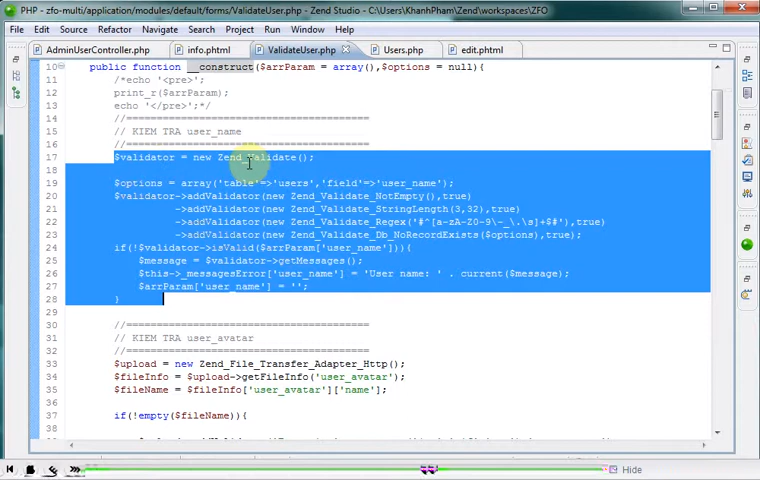 PHP - zfo-multi/application/modules/default/forms/ValidateUser.php - Zend Studio - C:\Users\KhanhPham\Zend\workspaces\ZFO
File Edit Source Refactor Navigate Search Project Run Window Help
AdminUserController.php info.phtml ValidateUser.php Users.php edit.phtml
10 public function __construct($arrParam = array(),$options = null){
11 /*echo '<pre>';
12 print_r($arrParam);
13 echo '</pre>';*/
14 //=====================================
15 // KIEM TRA user_name
16 //=====================================
17 $validator = new Zend_Validate();
18
19 $options = array('table'=>'users','field'=>'user_name');
20 $validator->addValidator(new Zend_Validate_NotEmpty(),true)
21 ->addValidator(new Zend_Validate_StringLength(3,32),true)
22 ->addValidator(new Zend_Validate_Regex('#^[a-zA-Z0-9\-_\.\s]+$#'),true)
23 ->addValidator(new Zend_Validate_Db_NoRecordExists($options),true);
24 if(!$validator->isValid($arrParam['user_name'])){
25 $message = $validator->getMessages();
26 $this->_messagesError['user_name'] = 'User name: ' . current($message);
27 $arrParam['user_name'] = '';
28 }
30 //=====================================
31 // KIEM TRA user_avatar
32 //=====================================
33 $upload = new Zend_File_Transfer_Adapter_Http();
34 $fileInfo = $upload->getFileInfo('user_avatar');
35 $fileName = $fileInfo['user_avatar']['name'];
36
37 if(!empty($fileName)){
38
Hide